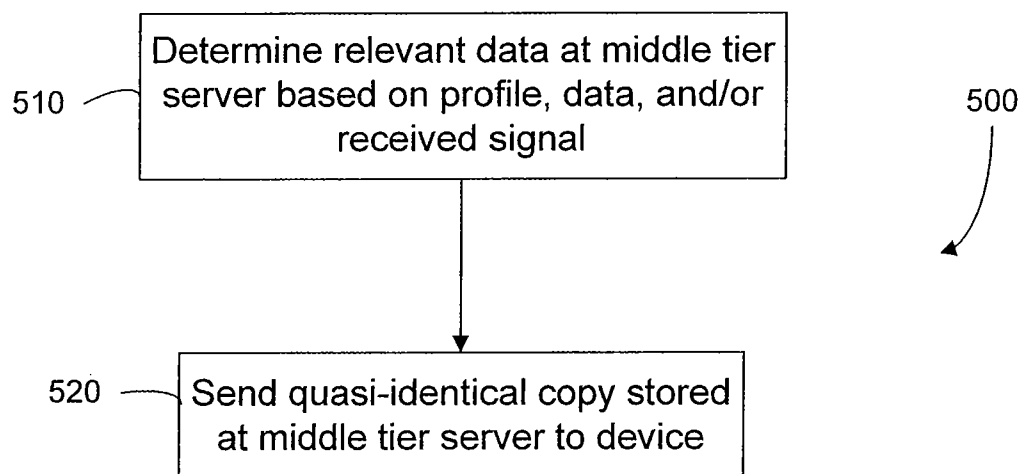 Determine relevant data at middle tier
server based on profile, data, and/or
received signal
510
500
520
Send quasi-identical copy stored
at middle tier server to device